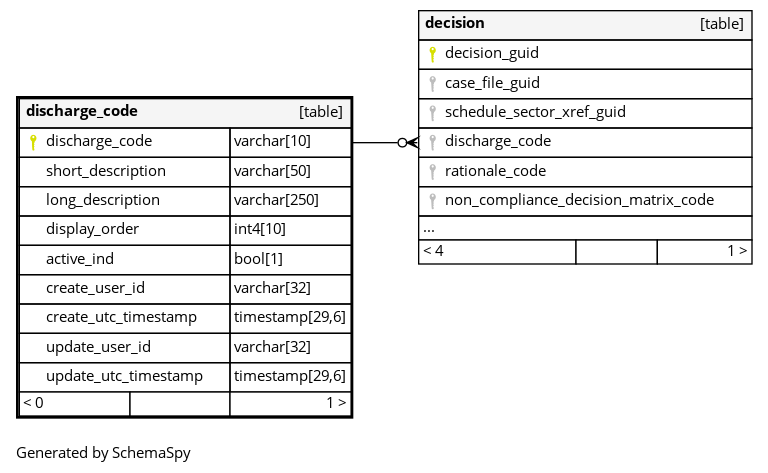 decision [table]
decision_guid
case_file_guid
schedule_sector_xref_guid
discharge_code
rationale_code
non_compliance_decision_matrix_code
...
< 4 1 >
discharge_code [table]
discharge_code varchar[10]
short_description varchar[50]
long_description varchar[250]
display_order int4[10]
active_ind bool[1]
create_user_id varchar[32]
create_utc_timestamp timestamp[29,6]
update_user_id varchar[32]
update_utc_timestamp timestamp[29,6]
< 0 1 >
Generated by SchemaSpy